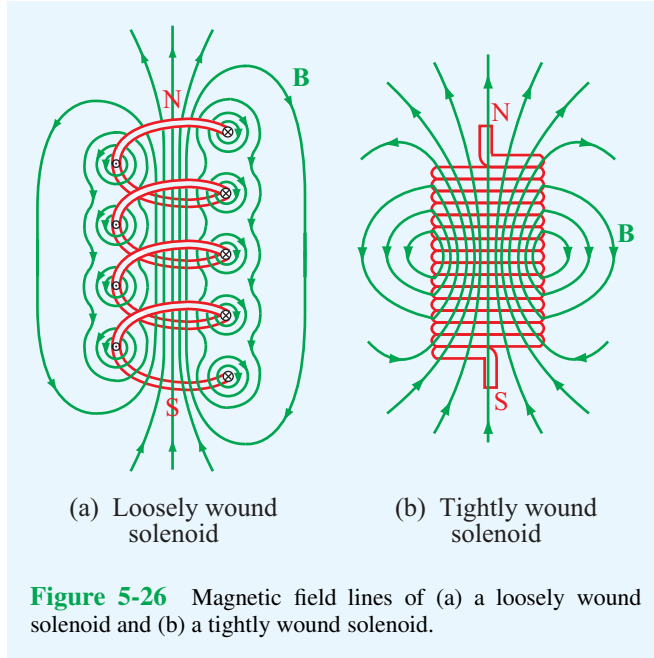 N
B
S
(a) Loosely wound
solenoid
N
B
S
(b) Tightly wound
solenoid
Figure 5-26 Magnetic field lines of (a) a loosely wound
solenoid and (b) a tightly wound solenoid.